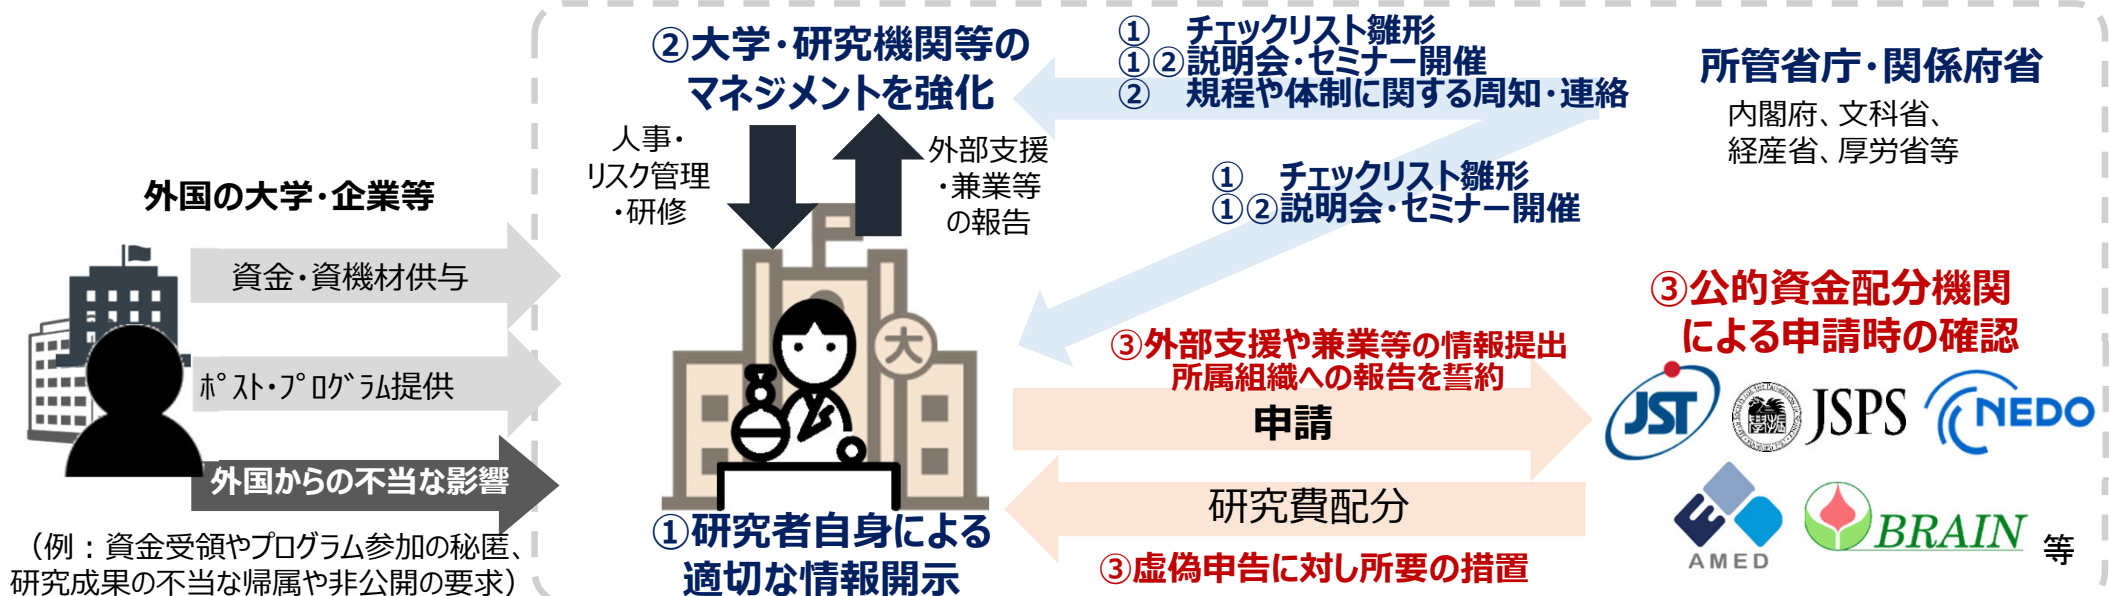 外国の大学・企業等
資金・資機材供与
ﾎﾟｽﾄ・ﾌﾟﾛｸﾞﾗﾑ提供
外国からの不当な影響
（例：資金受領やプログラム参加の秘匿、
研究成果の不当な帰属や非公開の要求）
②大学・研究機関等の
マネジメントを強化
人事・
リスク管理
・研修
外部支援
・兼業等
の報告
大
①研究者自身による
適切な情報開示
①　チェックリスト雛形
①②説明会・セミナー開催
②　規程や体制に関する周知・連絡
①　チェックリスト雛形
①②説明会・セミナー開催
所管省庁・関係府省
内閣府、文科省、
経産省、厚労省等
③外部支援や兼業等の情報提出
所属組織への報告を誓約
申請
研究費配分
③虚偽申告に対し所要の措置
③公的資金配分機関
による申請時の確認
JST
JSPS
NEDO
AMED
BRAIN
等